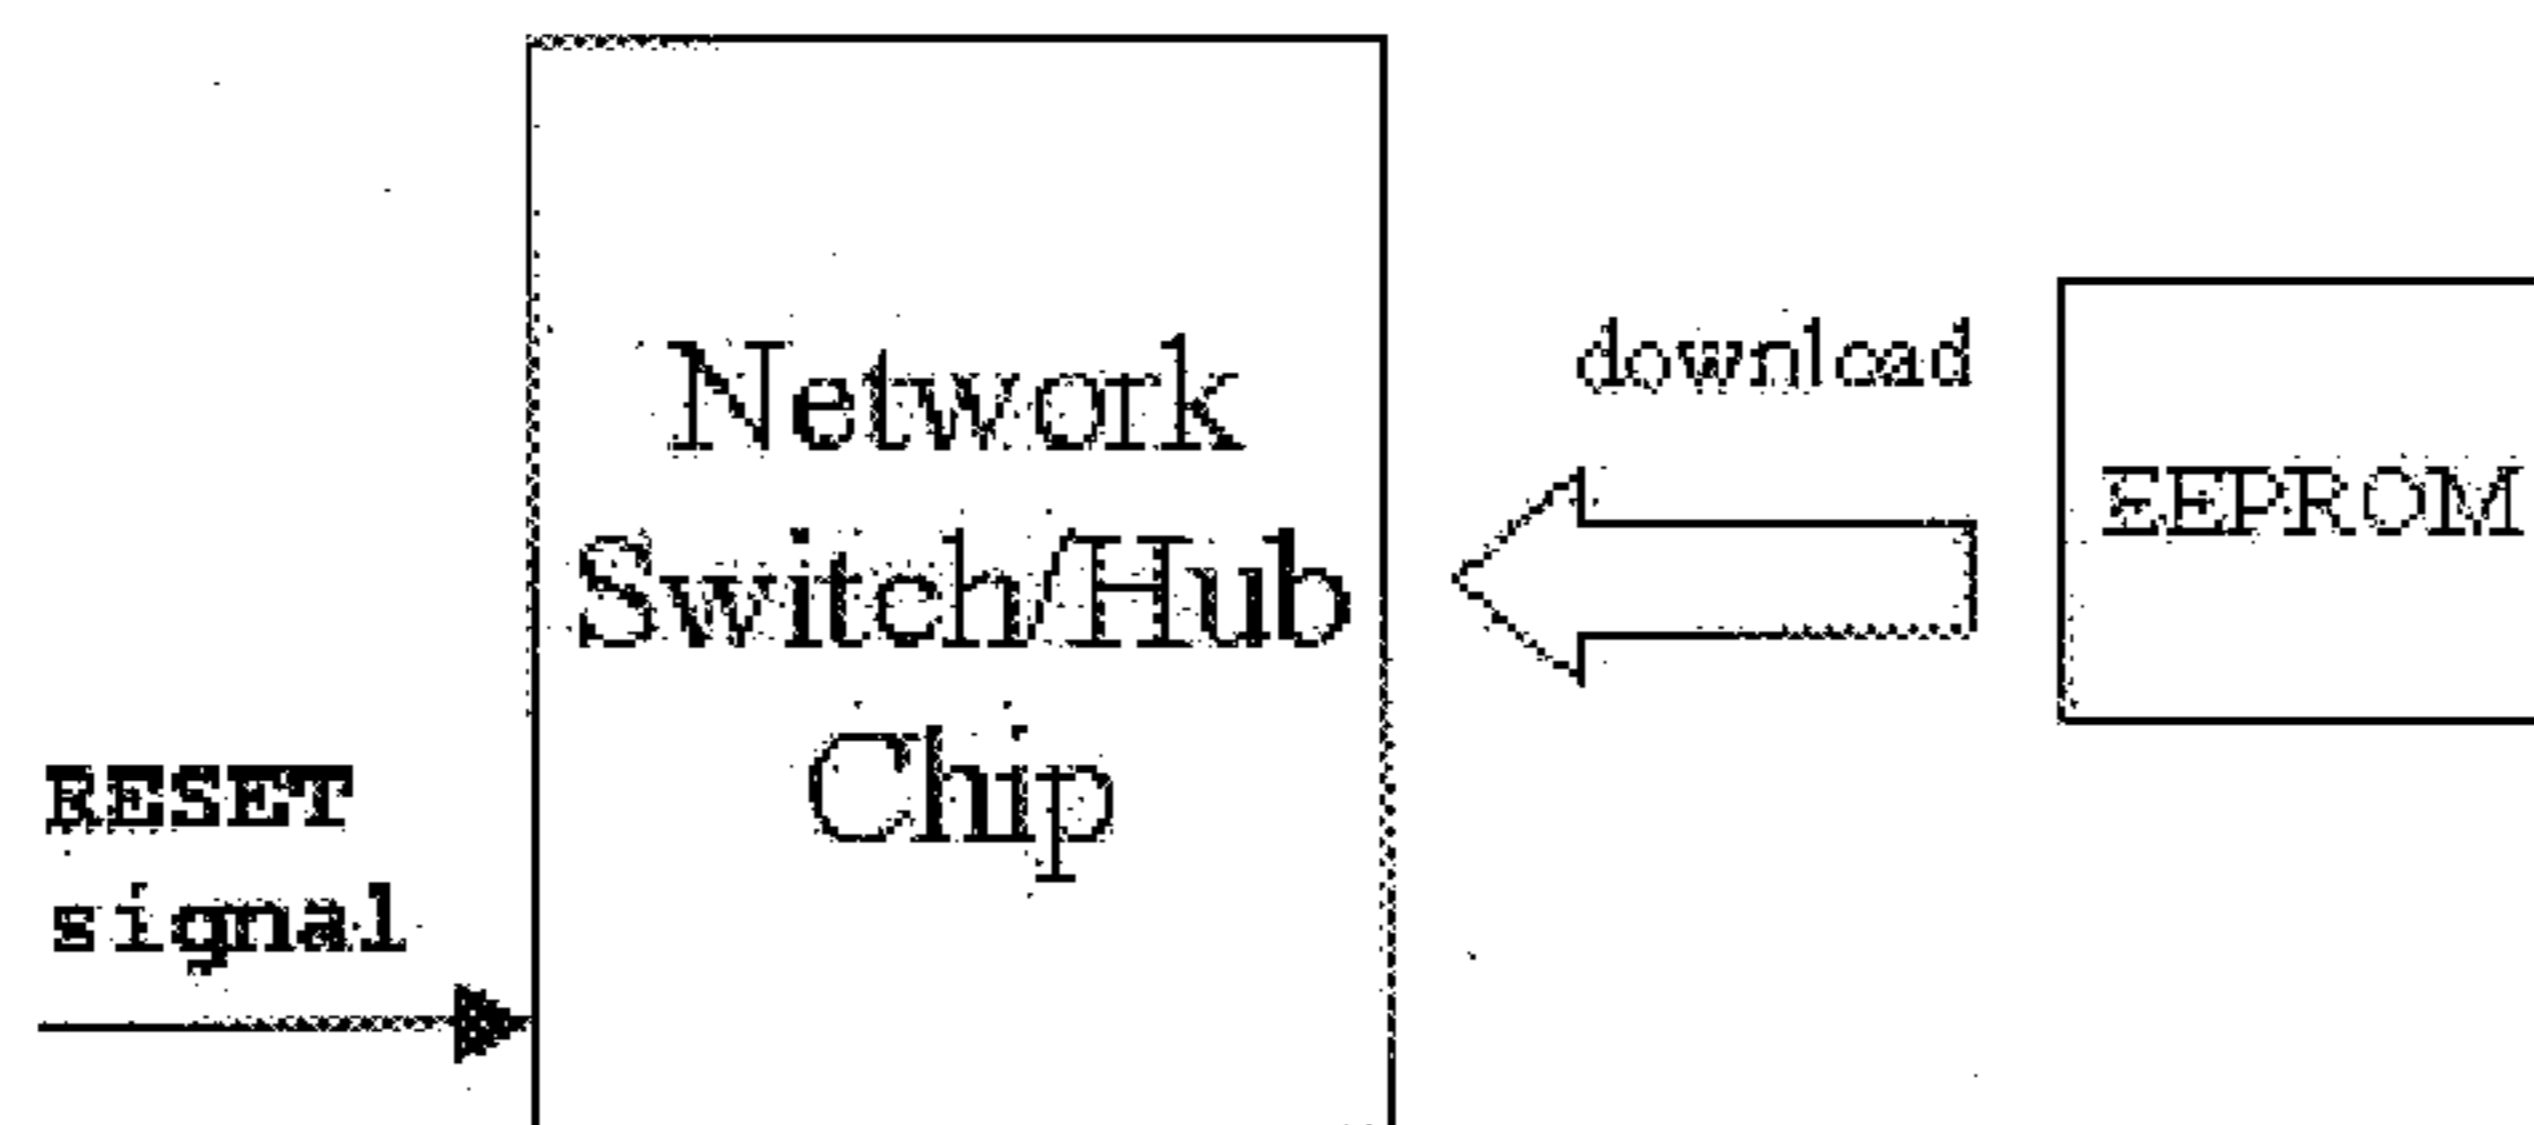 Network
Switch/Hub
Chip
download
EEPROM
RESET
signal